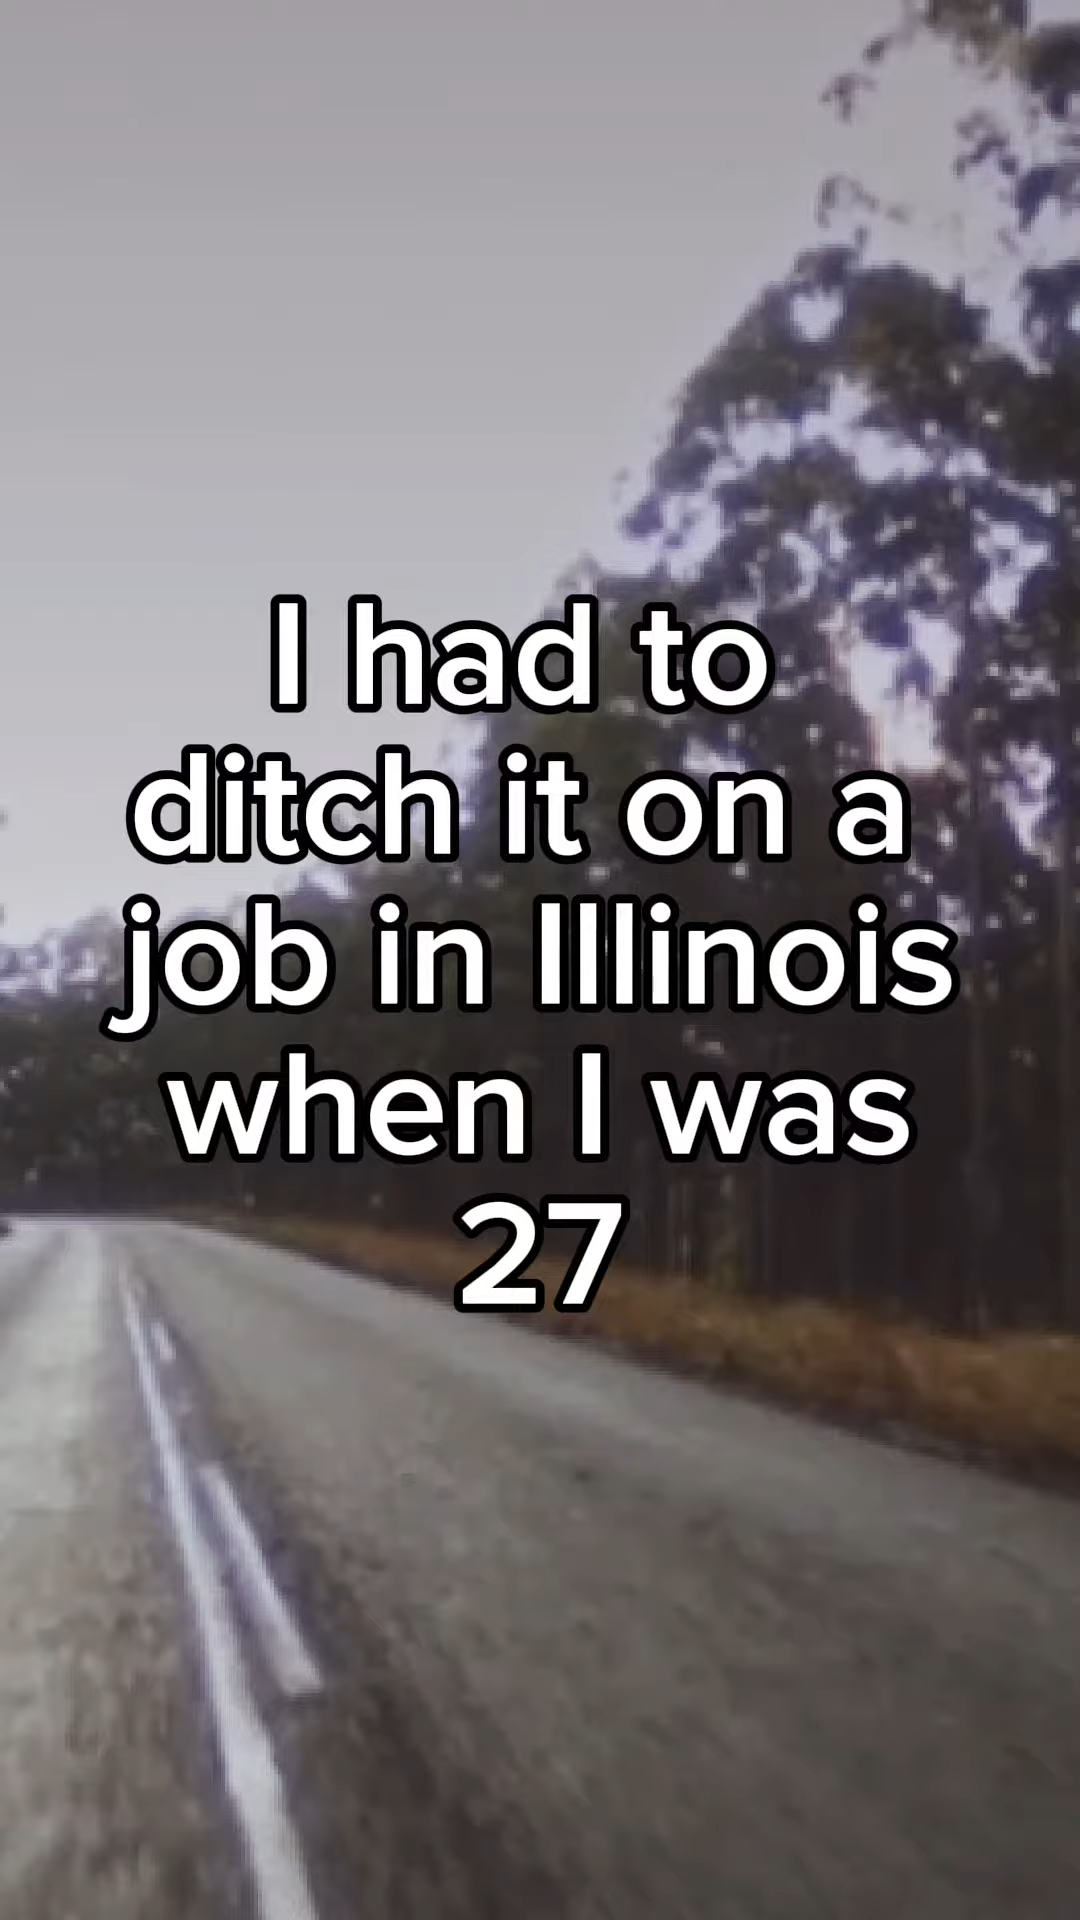 I had to
ditch it on a
job in Illinois
when I was
27